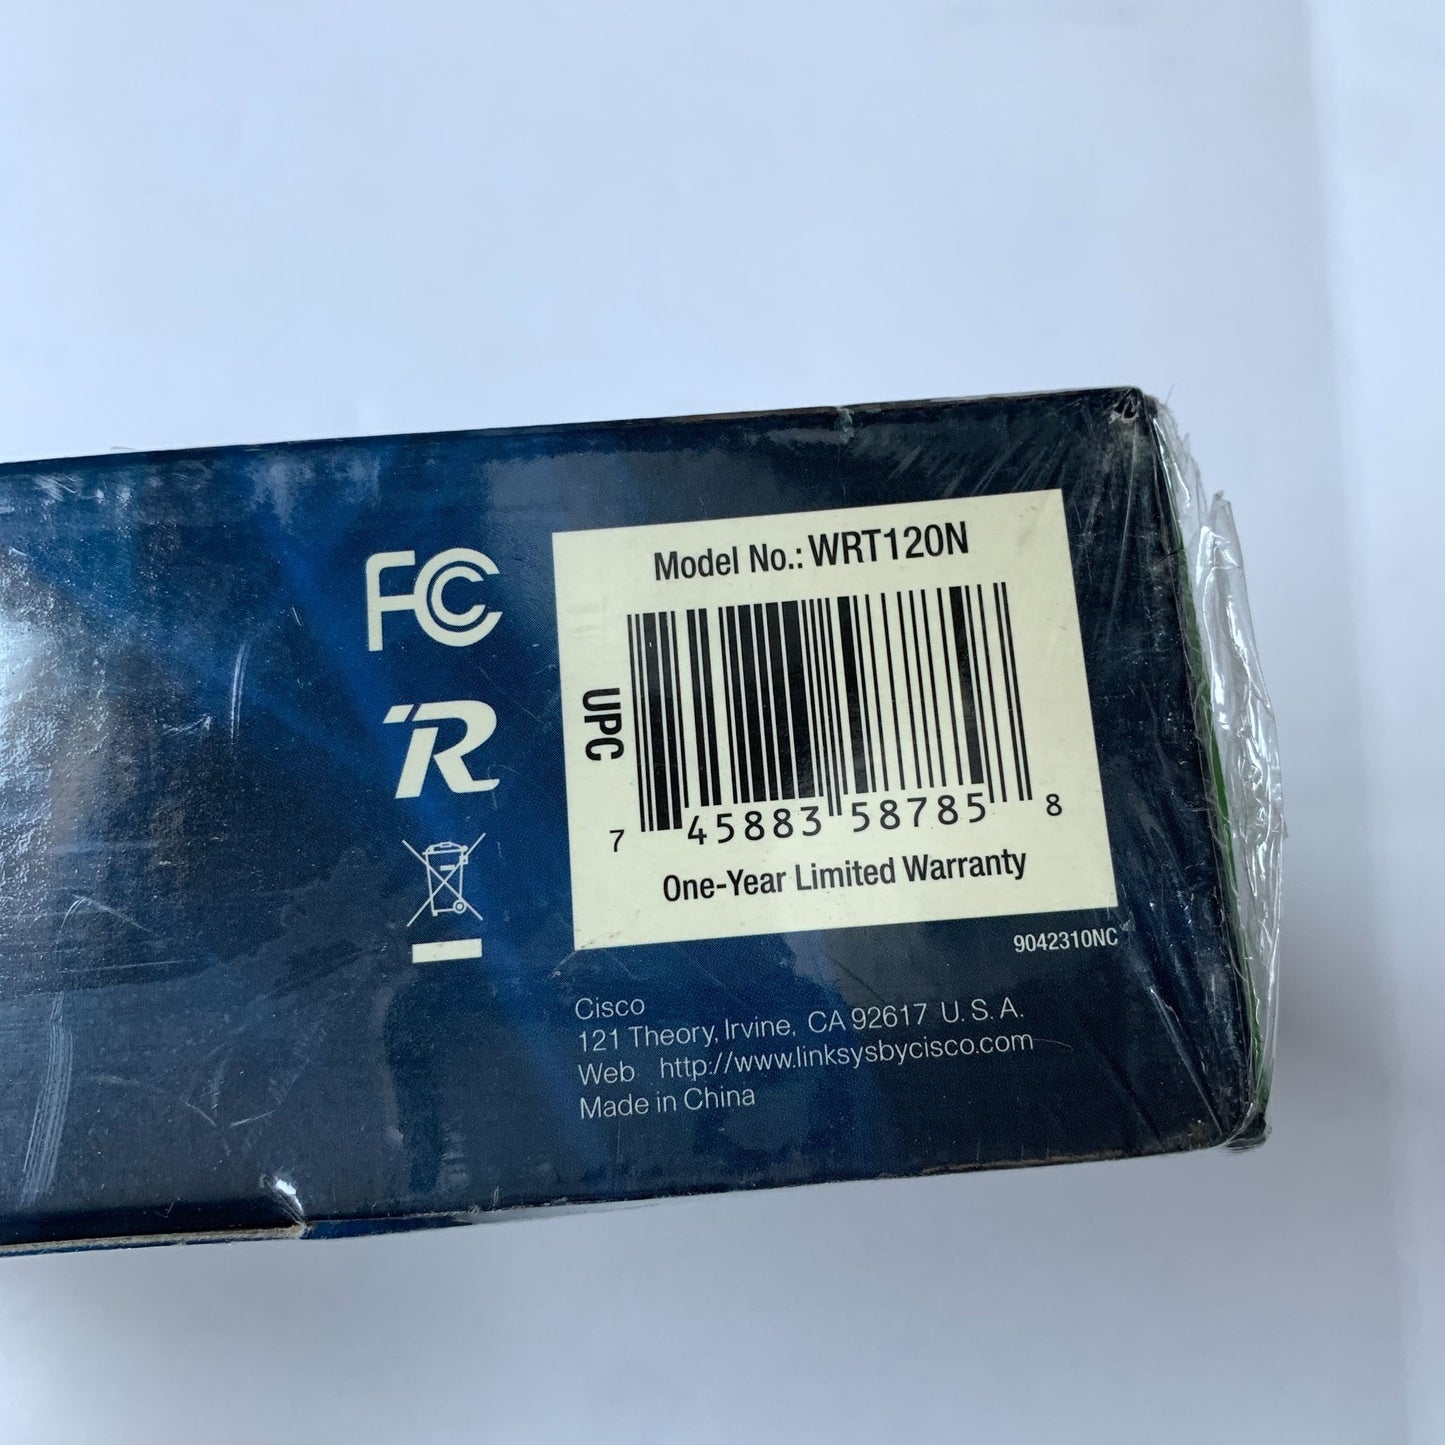 FC
R
Model No.: WRT120N
UPC
7 45883 58785 8
One-Year Limited Warranty
9042310NC
Cisco
121 Theory, Irvine, CA 92617 U.S.A.
Web http://www.linksysbycisco.com
Made in China